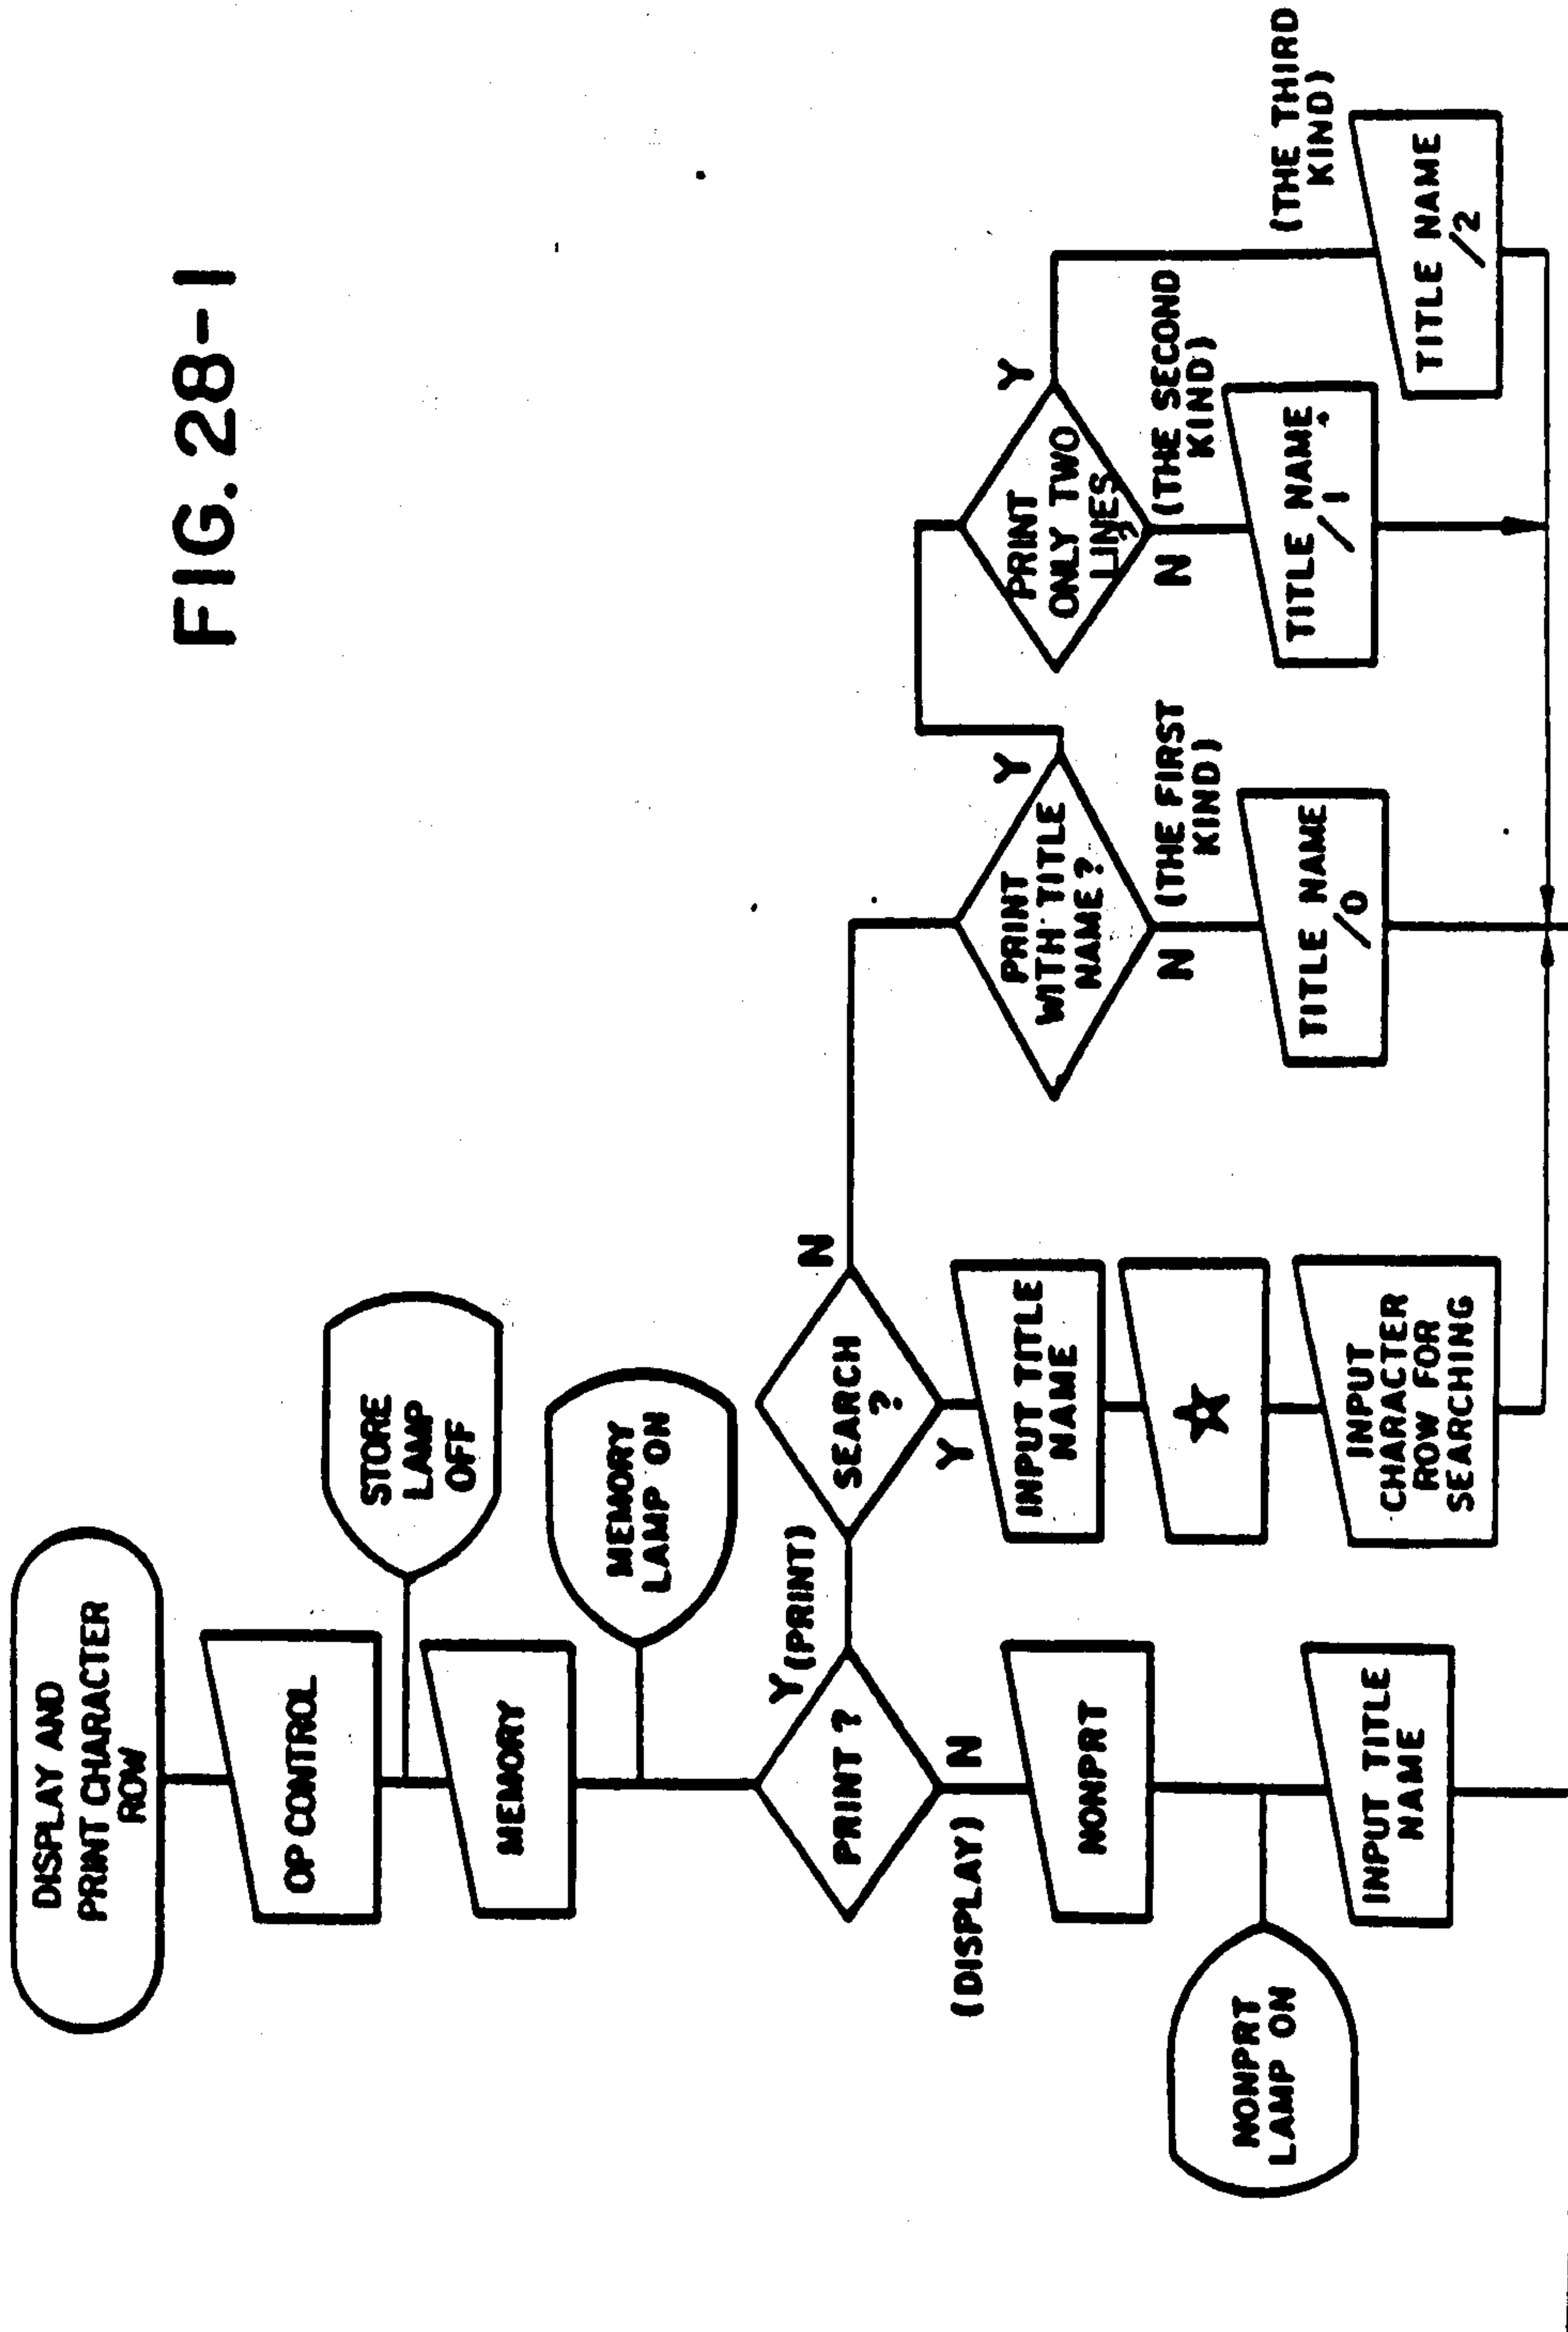 FIG. 28-1
DISPLAY AND
PRINT CHARACTER
ROW
OP CONTROL
STORE
LAMP
OFF
MEMORY
MEMORY
LAMP ON
PRINT ?
Y (PRINT)
N
(DISPLAY)
NONPRT
NONPRT
LAMP ON
INPUT TITLE
NAME
SEARCH
?
N
Y
INPUT TITLE
NAME
☆
INPUT
CHARACTER
ROW FOR
SEARCHING
PRINT
WITH TITLE
NAME ?
Y
N
(THE FIRST
KIND)
TITLE NAME
/0
PRINT
ONLY TWO
LINES
?
Y
N
(THE SECOND
KIND)
TITLE NAME
/1
(THE THIRD
KIND)
TITLE NAME
/2